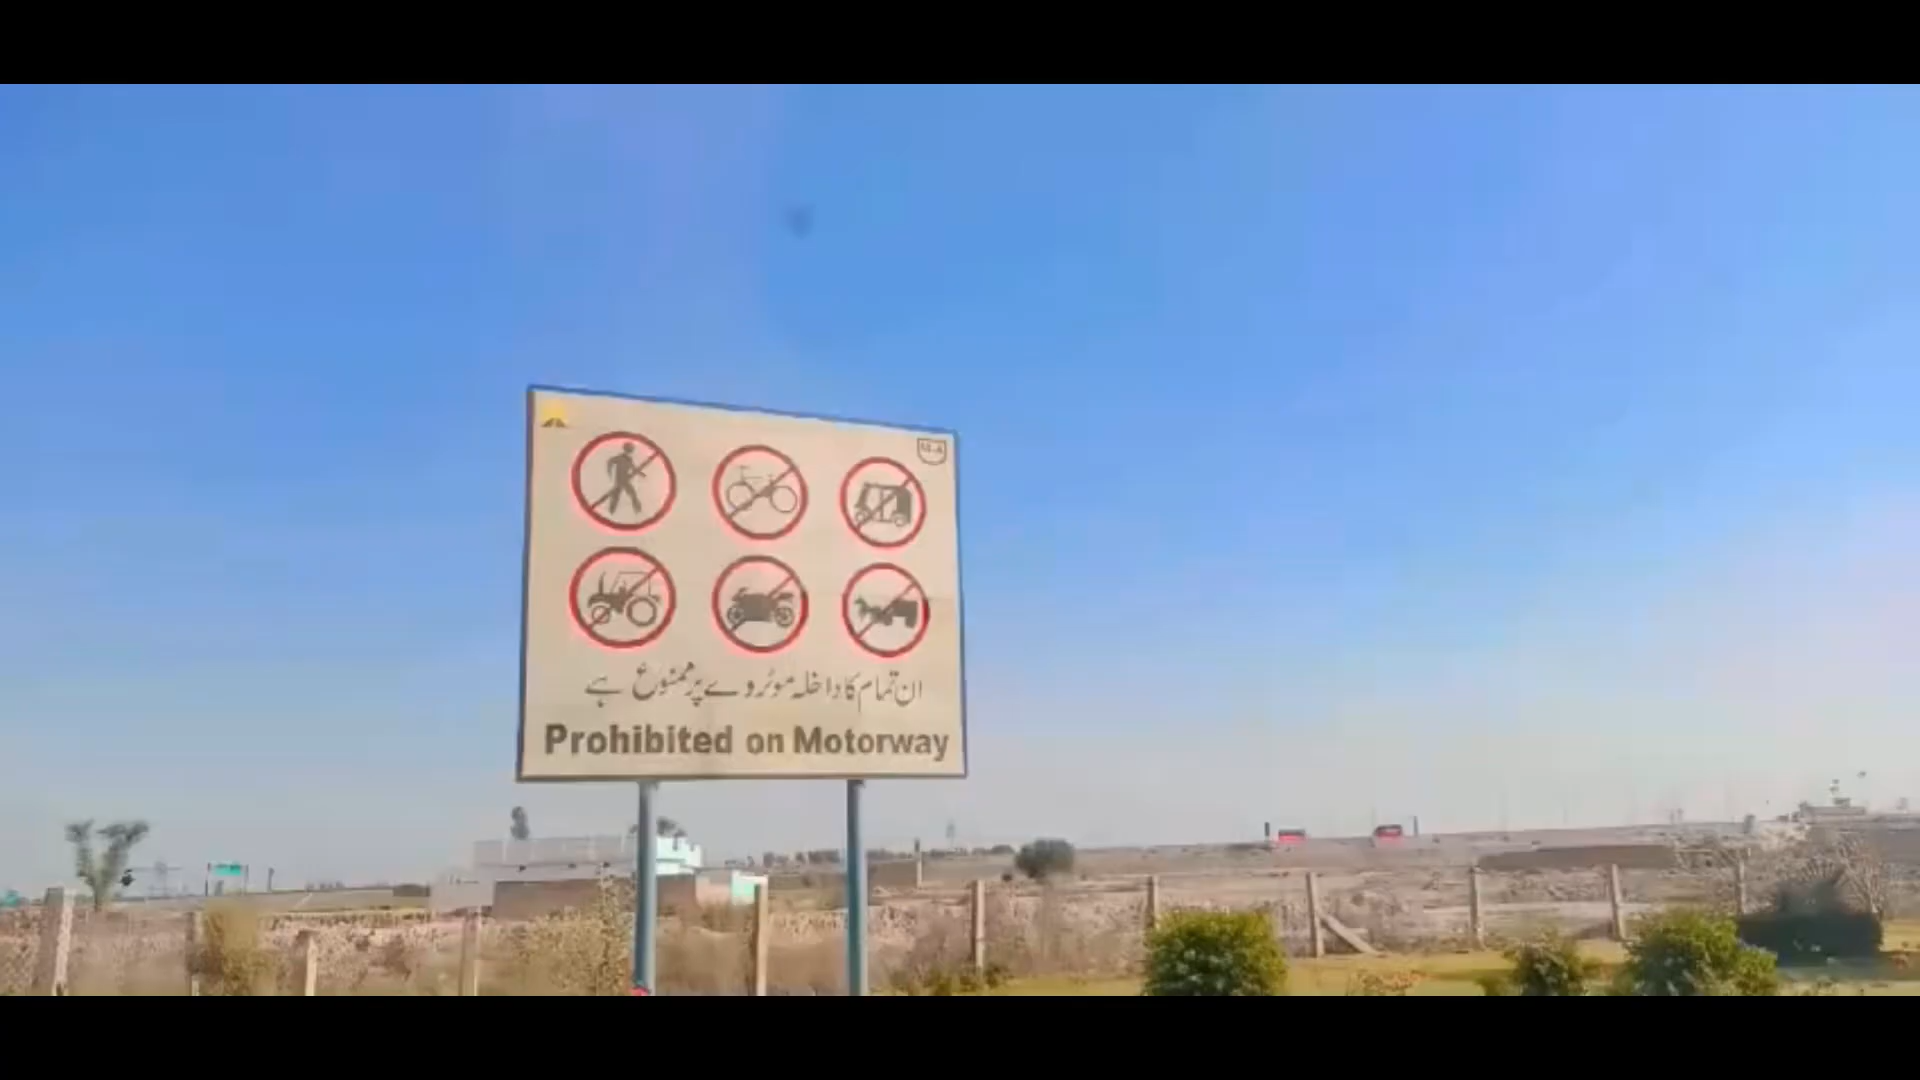 ان تمام کا داخلہ موٹروے پر ممنوع ہے
Prohibited on Motorway